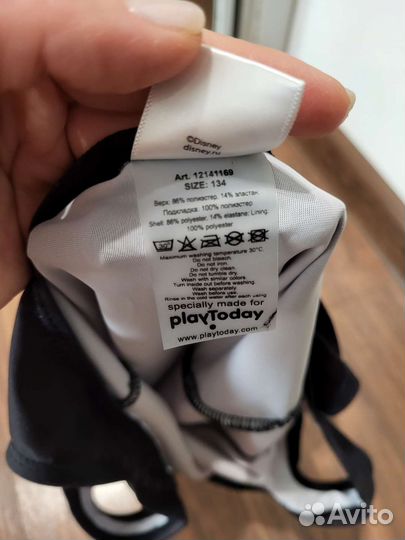 ©Disney
disney.ru
Art. 12141169
SIZE: 134
Верх: 86% полиэстер, 14% эластан.
Подкладка: 100% полиэстер
Shell: 86% polyester, 14% elastane; Lining:
100% polyester
Maximum washing temperature 30°C.
Do not bleach.
Do not iron.
Do not dry clean.
Do not tumble dry.
Wash with similar colors.
Turn inside out before washing
Wash separately
Wash before use.
Rinse in the cold water after each using
specially made for
playToday
www.playtoday.com
Avito